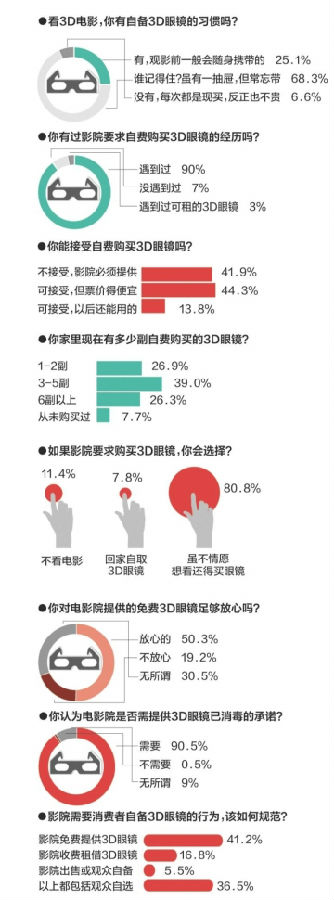 ●看3D电影，你有自备3D眼镜的习惯吗？
有，观影前一般会随身携带的 25.1%
谁记得住？虽有一抽屉，但常忘带 68.3%
没有，每次都是现买，反正也不贵 6.6%
●你有过影院要求自费购买3D眼镜的经历吗？
遇到过 90%
没遇到过 7%
遇到过可租的3D眼镜 3%
●你能接受自费购买3D眼镜吗？
不接受，影院必须提供 41.9%
可接受，但票价得便宜 44.3%
可接受，以后还能用的 13.8%
●你家里现在有多少副自费购买的3D眼镜？
1-2副 26.9%
3-5副 39.0%
6副以上 26.3%
从未购买过 7.7%
●如果影院要求购买3D眼镜，你会选择？
11.4% 7.8% 80.8%
不看电影 回家自取 虽不情愿
3D眼镜 想看还得买眼镜
●你对电影院提供的免费3D眼镜足够放心吗？
放心的 50.3%
不放心 19.2%
无所谓 30.5%
●你认为电影院是否需提供3D眼镜已消毒的承诺？
需要 90.5%
不需要 0.5%
无所谓 9%
●影院需要消费者自备3D眼镜的行为，该如何规范？
影院免费提供3D眼镜 41.2%
影院收费租借3D眼镜 16.8%
影院出售或观众自备 5.5%
以上都包括观众自选 36.5%